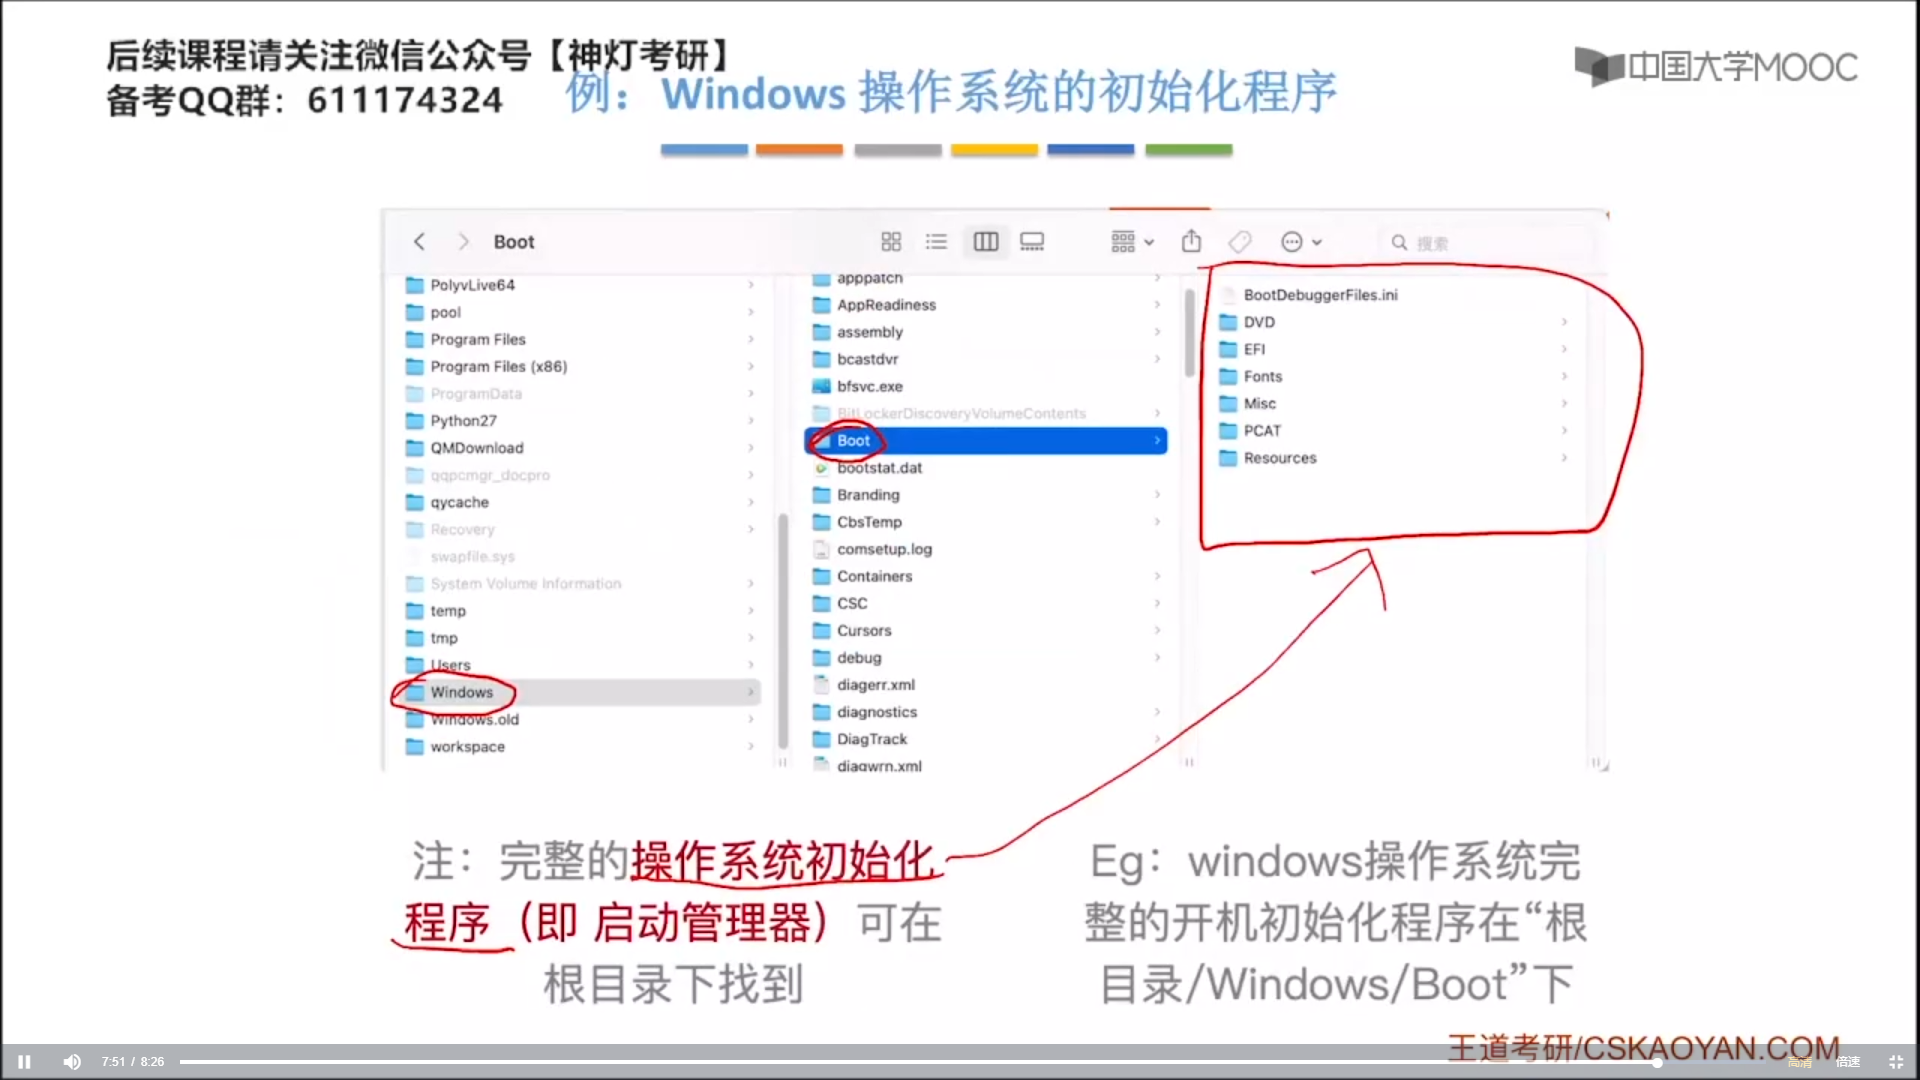 后续课程请关注微信公众号【神灯考研】
备考QQ群：611174324
中国大学MOOC
例：Windows 操作系统的初始化程序
Boot
搜索
PolyvLive64
pool
Program Files
Program Files (x86)
ProgramData
Python27
QMDownload
qqpcmgr_docpro
qycache
Recovery
swapfile.sys
System Volume Information
temp
tmp
Users
Windows
Windows.old
workspace
apppatch
AppReadiness
assembly
bcastdvr
bfsvc.exe
BitLockerDiscoveryVolumeContents
Boot
bootstat.dat
Branding
CbsTemp
comsetup.log
Containers
CSC
Cursors
debug
diagerr.xml
diagnostics
DiagTrack
diagwrn.xml
BootDebuggerFiles.ini
DVD
EFI
Fonts
Misc
PCAT
Resources
注：完整的操作系统初始化
程序（即 启动管理器）可在
根目录下找到
Eg：windows操作系统完
整的开机初始化程序在“根
目录/Windows/Boot”下
王道考研/CSKAOYAN.COM
7:51 / 8:26
高清
倍速